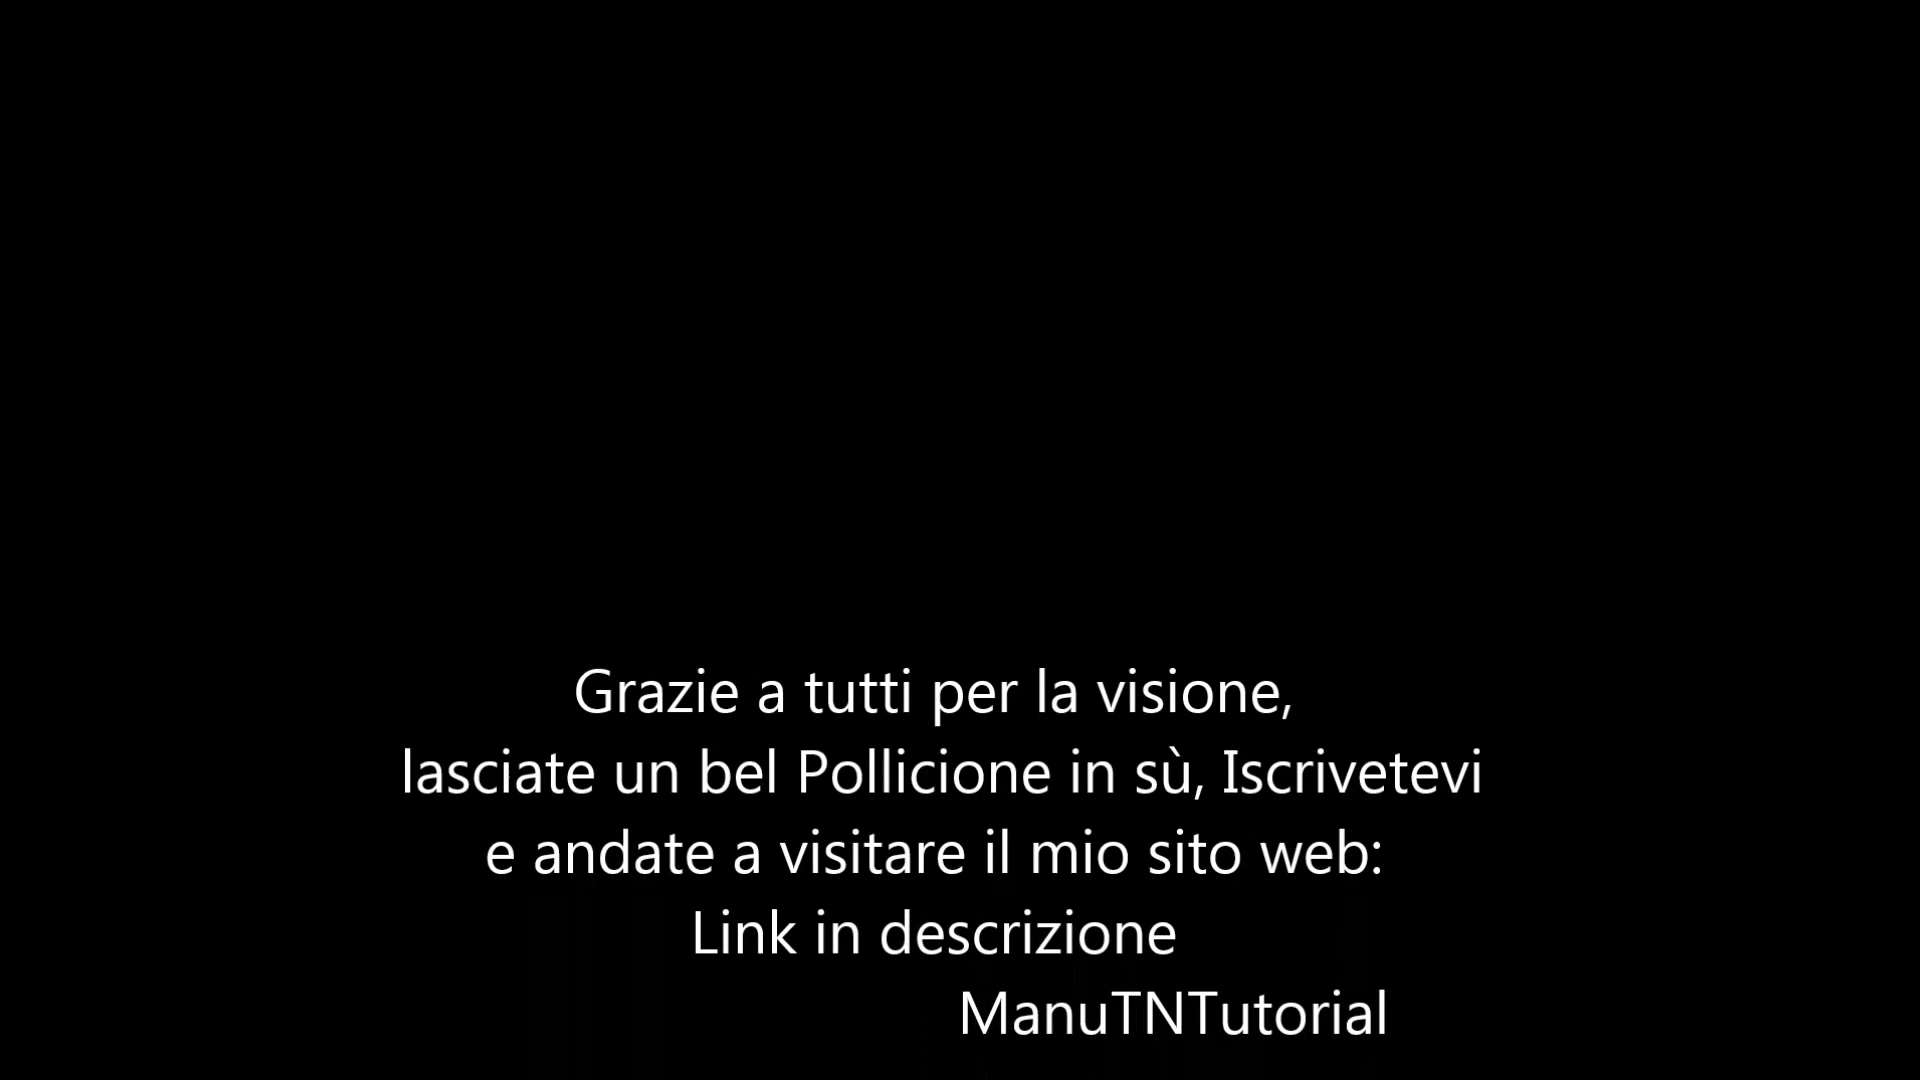 Grazie a tutti per la visione,
lasciate un bel Pollicione in sù, Iscrivetevi
e andate a visitare il mio sito web:
Link in descrizione
ManuTNTutorial